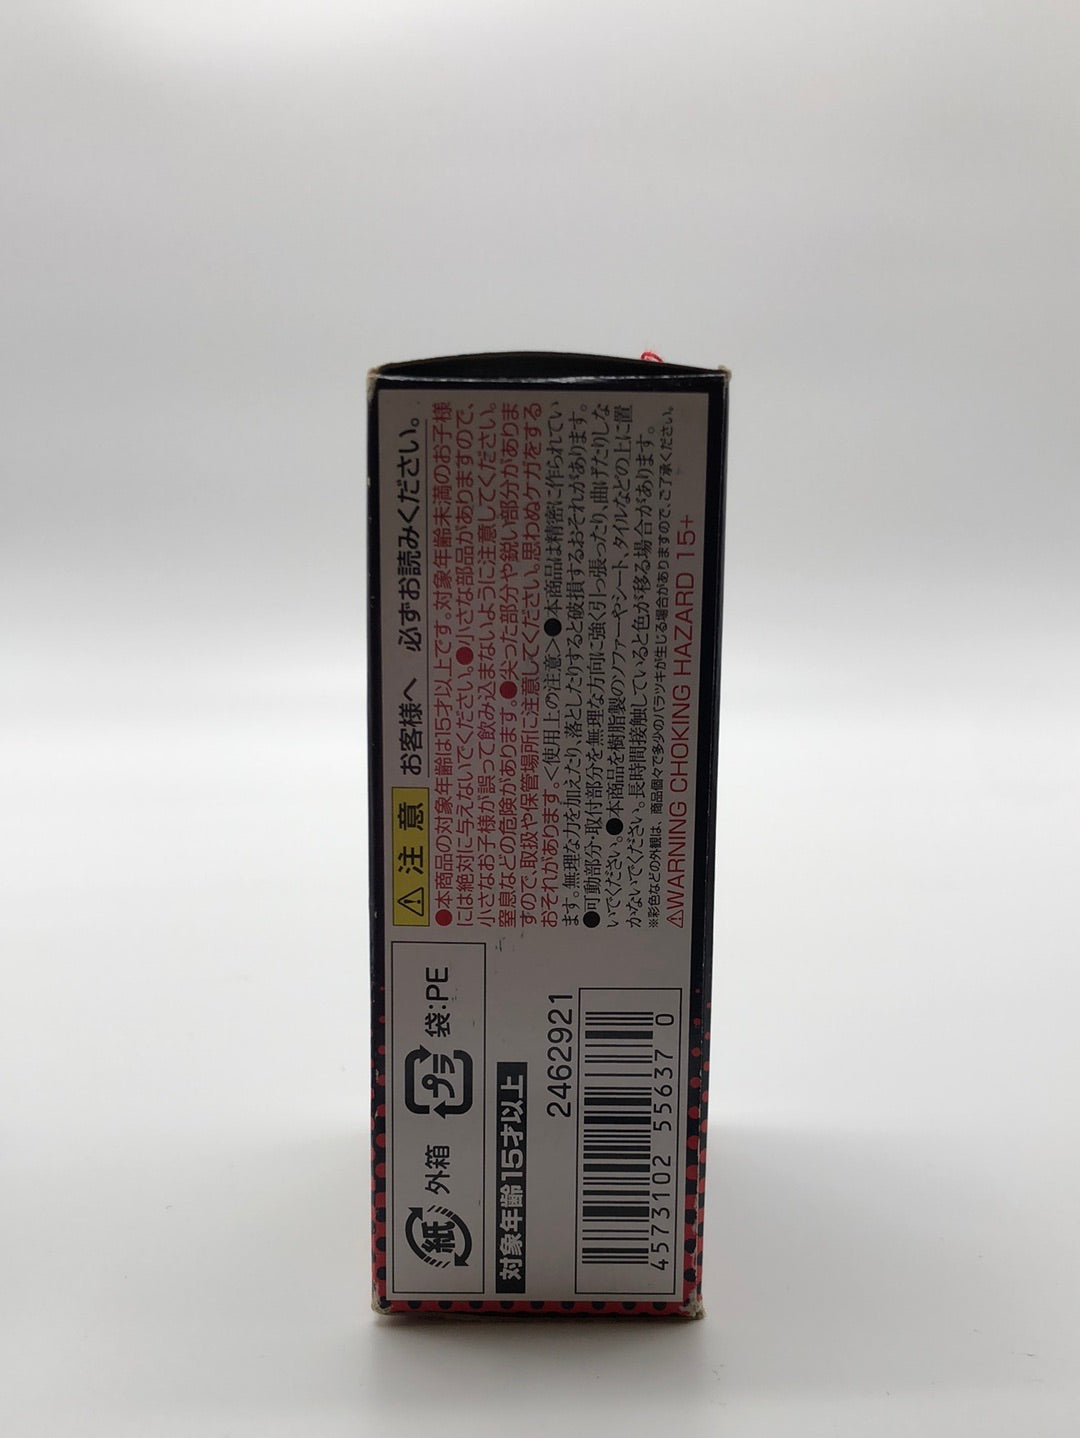 注意 お客様へ 必ずお読みください。
●本商品の対象年齢は15才以上です。対象年齢未満のお子様
には絶対に与えないでください。●小さな部品がありますので、
小さなお子様が誤って飲み込まないように注意してください。
窒息などの危険があります。●尖った部分や鋭い部分がありま
すので、取扱や保管場所に注意してください。思わぬケガをする
おそれがあります。<使用上の注意>●本商品は精密に作られてい
ます。無理な力を加えたり、落としたりすると破損するおそれがあります。
●可動部分・取付部分を無理な方向に強く引っ張ったり、曲げたりしな
いでください。●本商品を樹脂製のソファーやシート、タイルなどの上に置
かないでください。長時間接触していると色が移る場合があります。
※彩色などの外観は、商品個々で多少のバラツキが生じる場合がありますので、ご了承ください。
⚠WARNING CHOKING HAZARD 15+
紙 外箱 プラ 袋:PE
対象年齢15才以上
2462921
4573102 55637 0